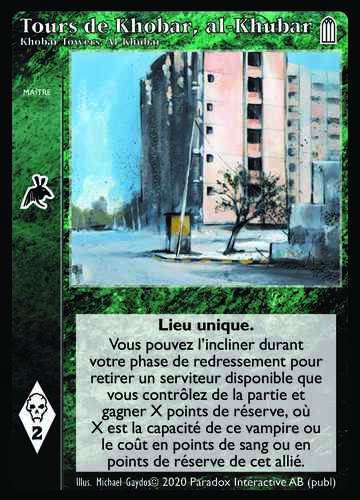 Tours de Khobar, al-Khubar
Khobar Towers, Al-Khubar
MAÎTRE
Lieu unique.
Vous pouvez l'incliner durant
votre phase de redressement pour
retirer un serviteur disponible que
vous contrôlez de la partie et
gagner X points de réserve, où
X est la capacité de ce vampire ou
le coût en points de sang ou en
points de réserve de cet allié.
2
Illus. Michael-Gaydos© 2020 Paradox Interactive AB (publ)